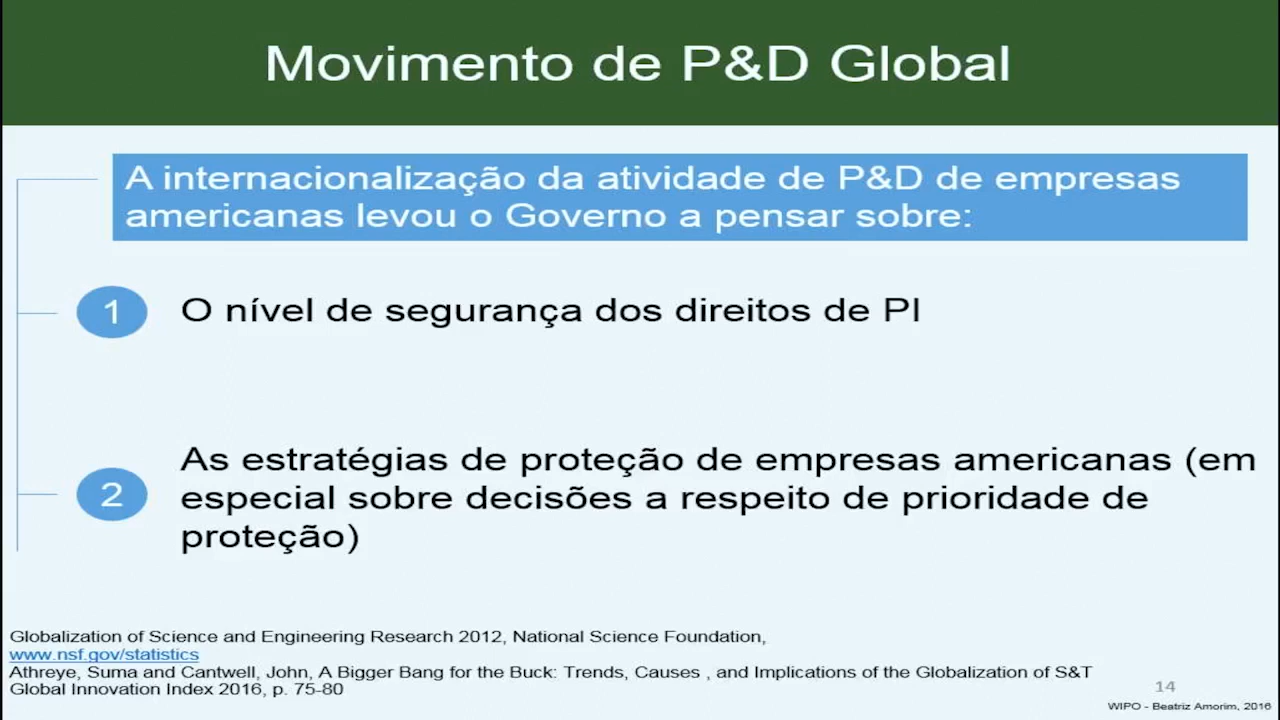 Movimento de P&D Global
A internacionalização da atividade de P&D de empresas
americanas levou o Governo a pensar sobre:
1
O nível de segurança dos direitos de PI
2
As estratégias de proteção de empresas americanas (em
especial sobre decisões a respeito de prioridade de
proteção)
Globalization of Science and Engineering Research 2012, National Science Foundation,
www.nsf.gov/statistics
Athreye, Suma and Cantwell, John, A Bigger Bang for the Buck: Trends, Causes , and Implications of the Globalization of S&T
Global Innovation Index 2016, p. 75-80
14
WIPO - Beatriz Amorim, 2016